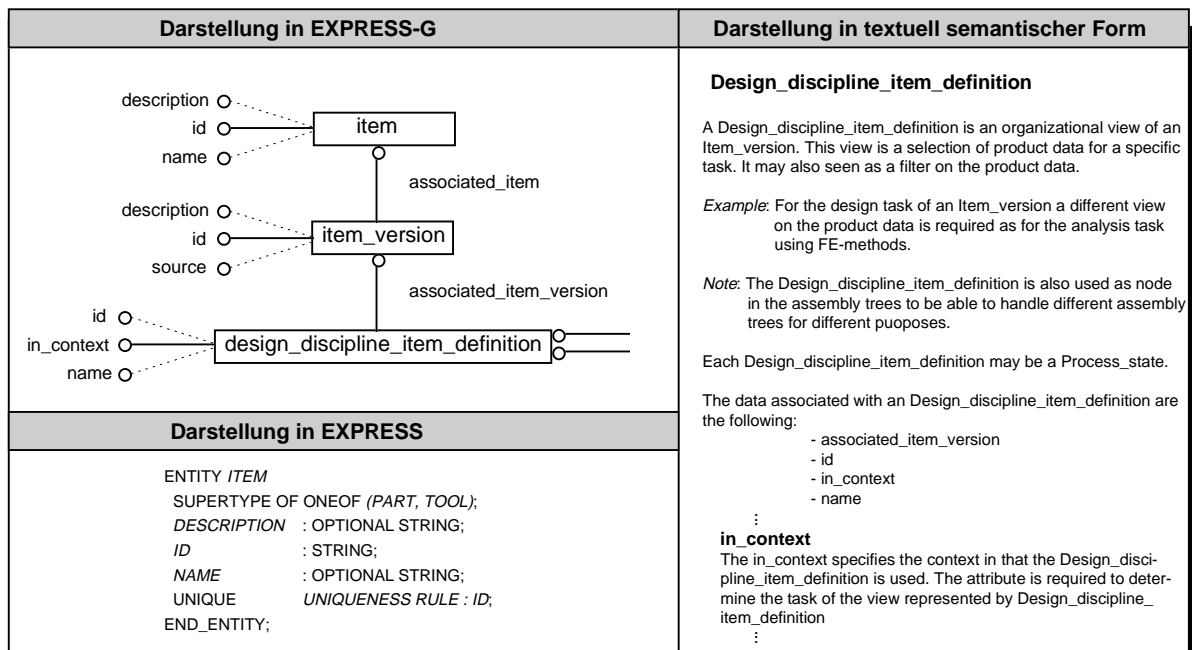 Darstellung in EXPRESS-G
description
id
name
item
associated_item
description
id
source
item_version
associated_item_version
id
in_context
name
design_discipline_item_definition
Darstellung in EXPRESS
ENTITY ITEM
SUPERTYPE OF ONEOF (PART, TOOL);
DESCRIPTION : OPTIONAL STRING;
ID : STRING;
NAME : OPTIONAL STRING;
UNIQUE UNIQUENESS RULE : ID;
END_ENTITY;
Darstellung in textuell semantischer Form
Design_discipline_item_definition
A Design_discipline_item_definition is an organizational view of an
Item_version. This view is a selection of product data for a specific
task. It may also seen as a filter on the product data.
Example: For the design task of an Item_version a different view
on the product data is required as for the analysis task
using FE-methods.
Note: The Design_discipline_item_definition is also used as node
in the assembly trees to be able to handle different assembly
trees for different puoposes.
Each Design_discipline_item_definition may be a Process_state.
The data associated with an Design_discipline_item_definition are
the following:
- associated_item_version
- id
- in_context
- name
⋮
in_context
The in_context specifies the context in that the Design_disci-
pline_item_definition is used. The attribute is required to deter-
mine the task of the view represented by Design_discipline_
item_definition
⋮